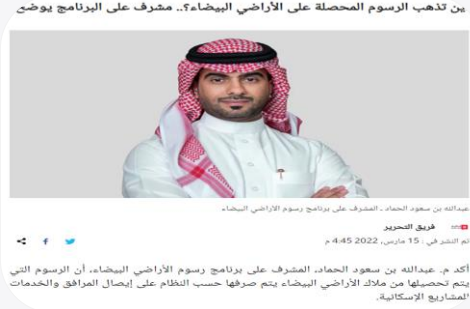 ين تذهب الرسوم المحصلة على الأراضي البيضاء؟.. مشرف على البرنامج يوضح
عبدالله بن سعود الحماد ـ المشرف على برنامج رسوم الأراضي البيضاء
فريق التحرير
تم النشر في : 15 مارس, 2022 4:45 م
أكد م. عبدالله بن سعود الحماد، المشرف على برنامج رسوم الأراضي البيضاء، أن الرسوم التي
يتم تحصيلها من ملاك الأراضي البيضاء يتم صرفها حسب النظام على إيصال المرافق والخدمات
المشاريع الإسكانية.